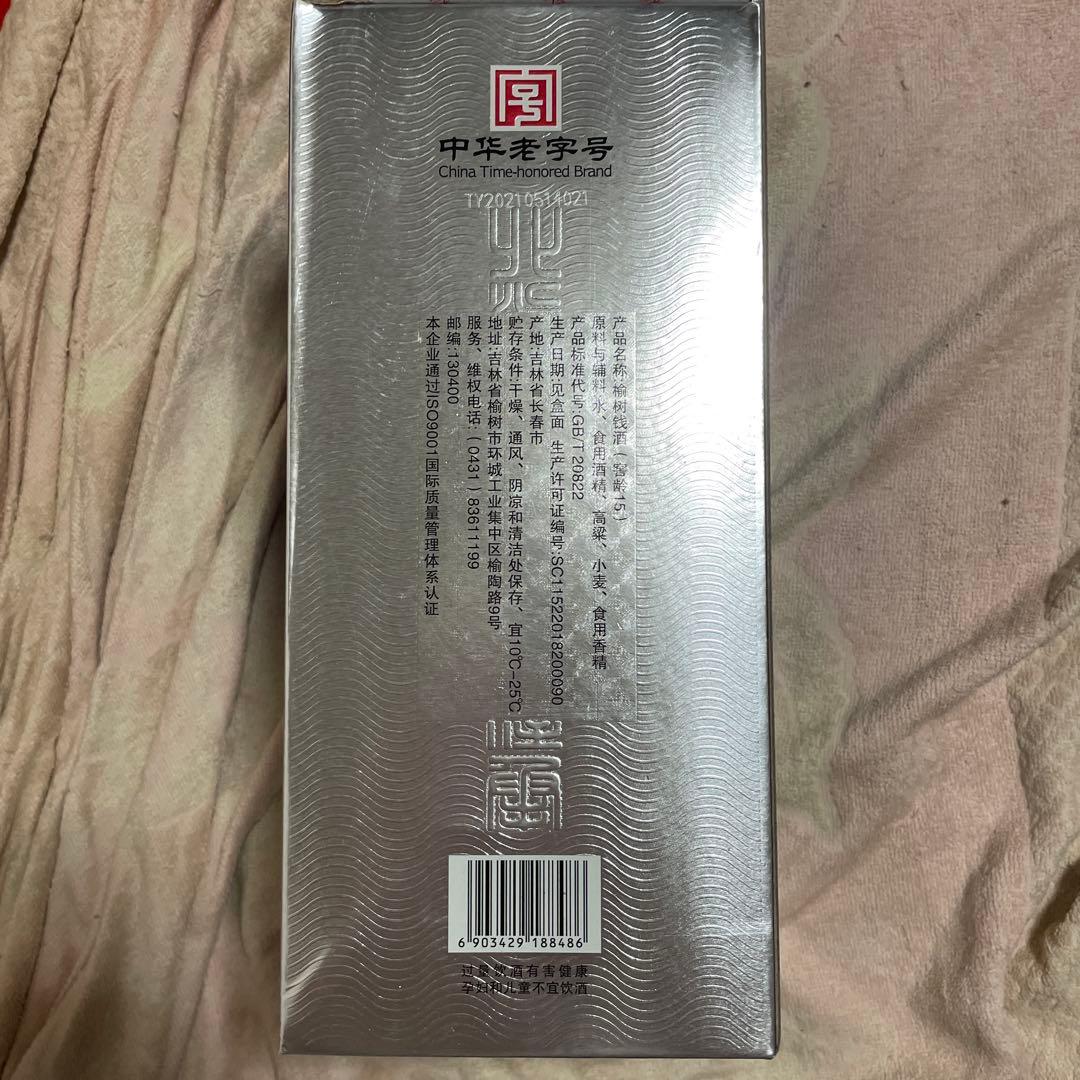 中华老字号
China Time-honored Brand
TY20210514021
产品名称:榆树钱酒(窖龄15)
原料与辅料:水、食用酒精、高粱、小麦、食用香精
产品标准代号:GB/T 20822
生产日期:见盒面 生产许可证编号:SC11522018200090
产地:吉林省长春市
贮存条件:干燥、通风、阴凉和清洁处保存、宜10℃-25℃
地址:吉林省榆树市环城工业集中区榆陶路9号
服务、维权电话:(0431)83611199
邮编:130400
本企业通过ISO9001国际质量管理体系认证
6 903429 188486
过量饮酒有害健康
孕妇和儿童不宜饮酒